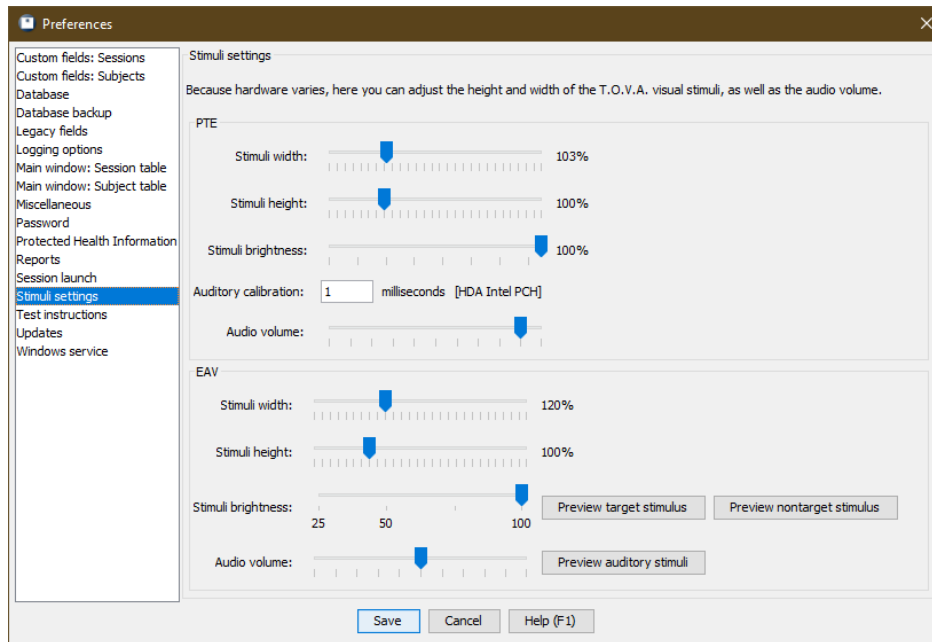 Preferences
Custom fields: Sessions
Custom fields: Subjects
Database
Database backup
Legacy fields
Logging options
Main window: Session table
Main window: Subject table
Miscellaneous
Password
Protected Health Information
Reports
Session launch
Stimuli settings
Test instructions
Updates
Windows service
Stimuli settings
Because hardware varies, here you can adjust the height and width of the T.O.V.A. visual stimuli, as well as the audio volume.
PTE
Stimuli width: 103%
Stimuli height: 100%
Stimuli brightness: 100%
Auditory calibration: 1 milliseconds [HDA Intel PCH]
Audio volume:
EAV
Stimuli width: 120%
Stimuli height: 100%
Stimuli brightness: Preview target stimulus Preview nontarget stimulus
25 50 100
Audio volume: Preview auditory stimuli
Save Cancel Help (F1)